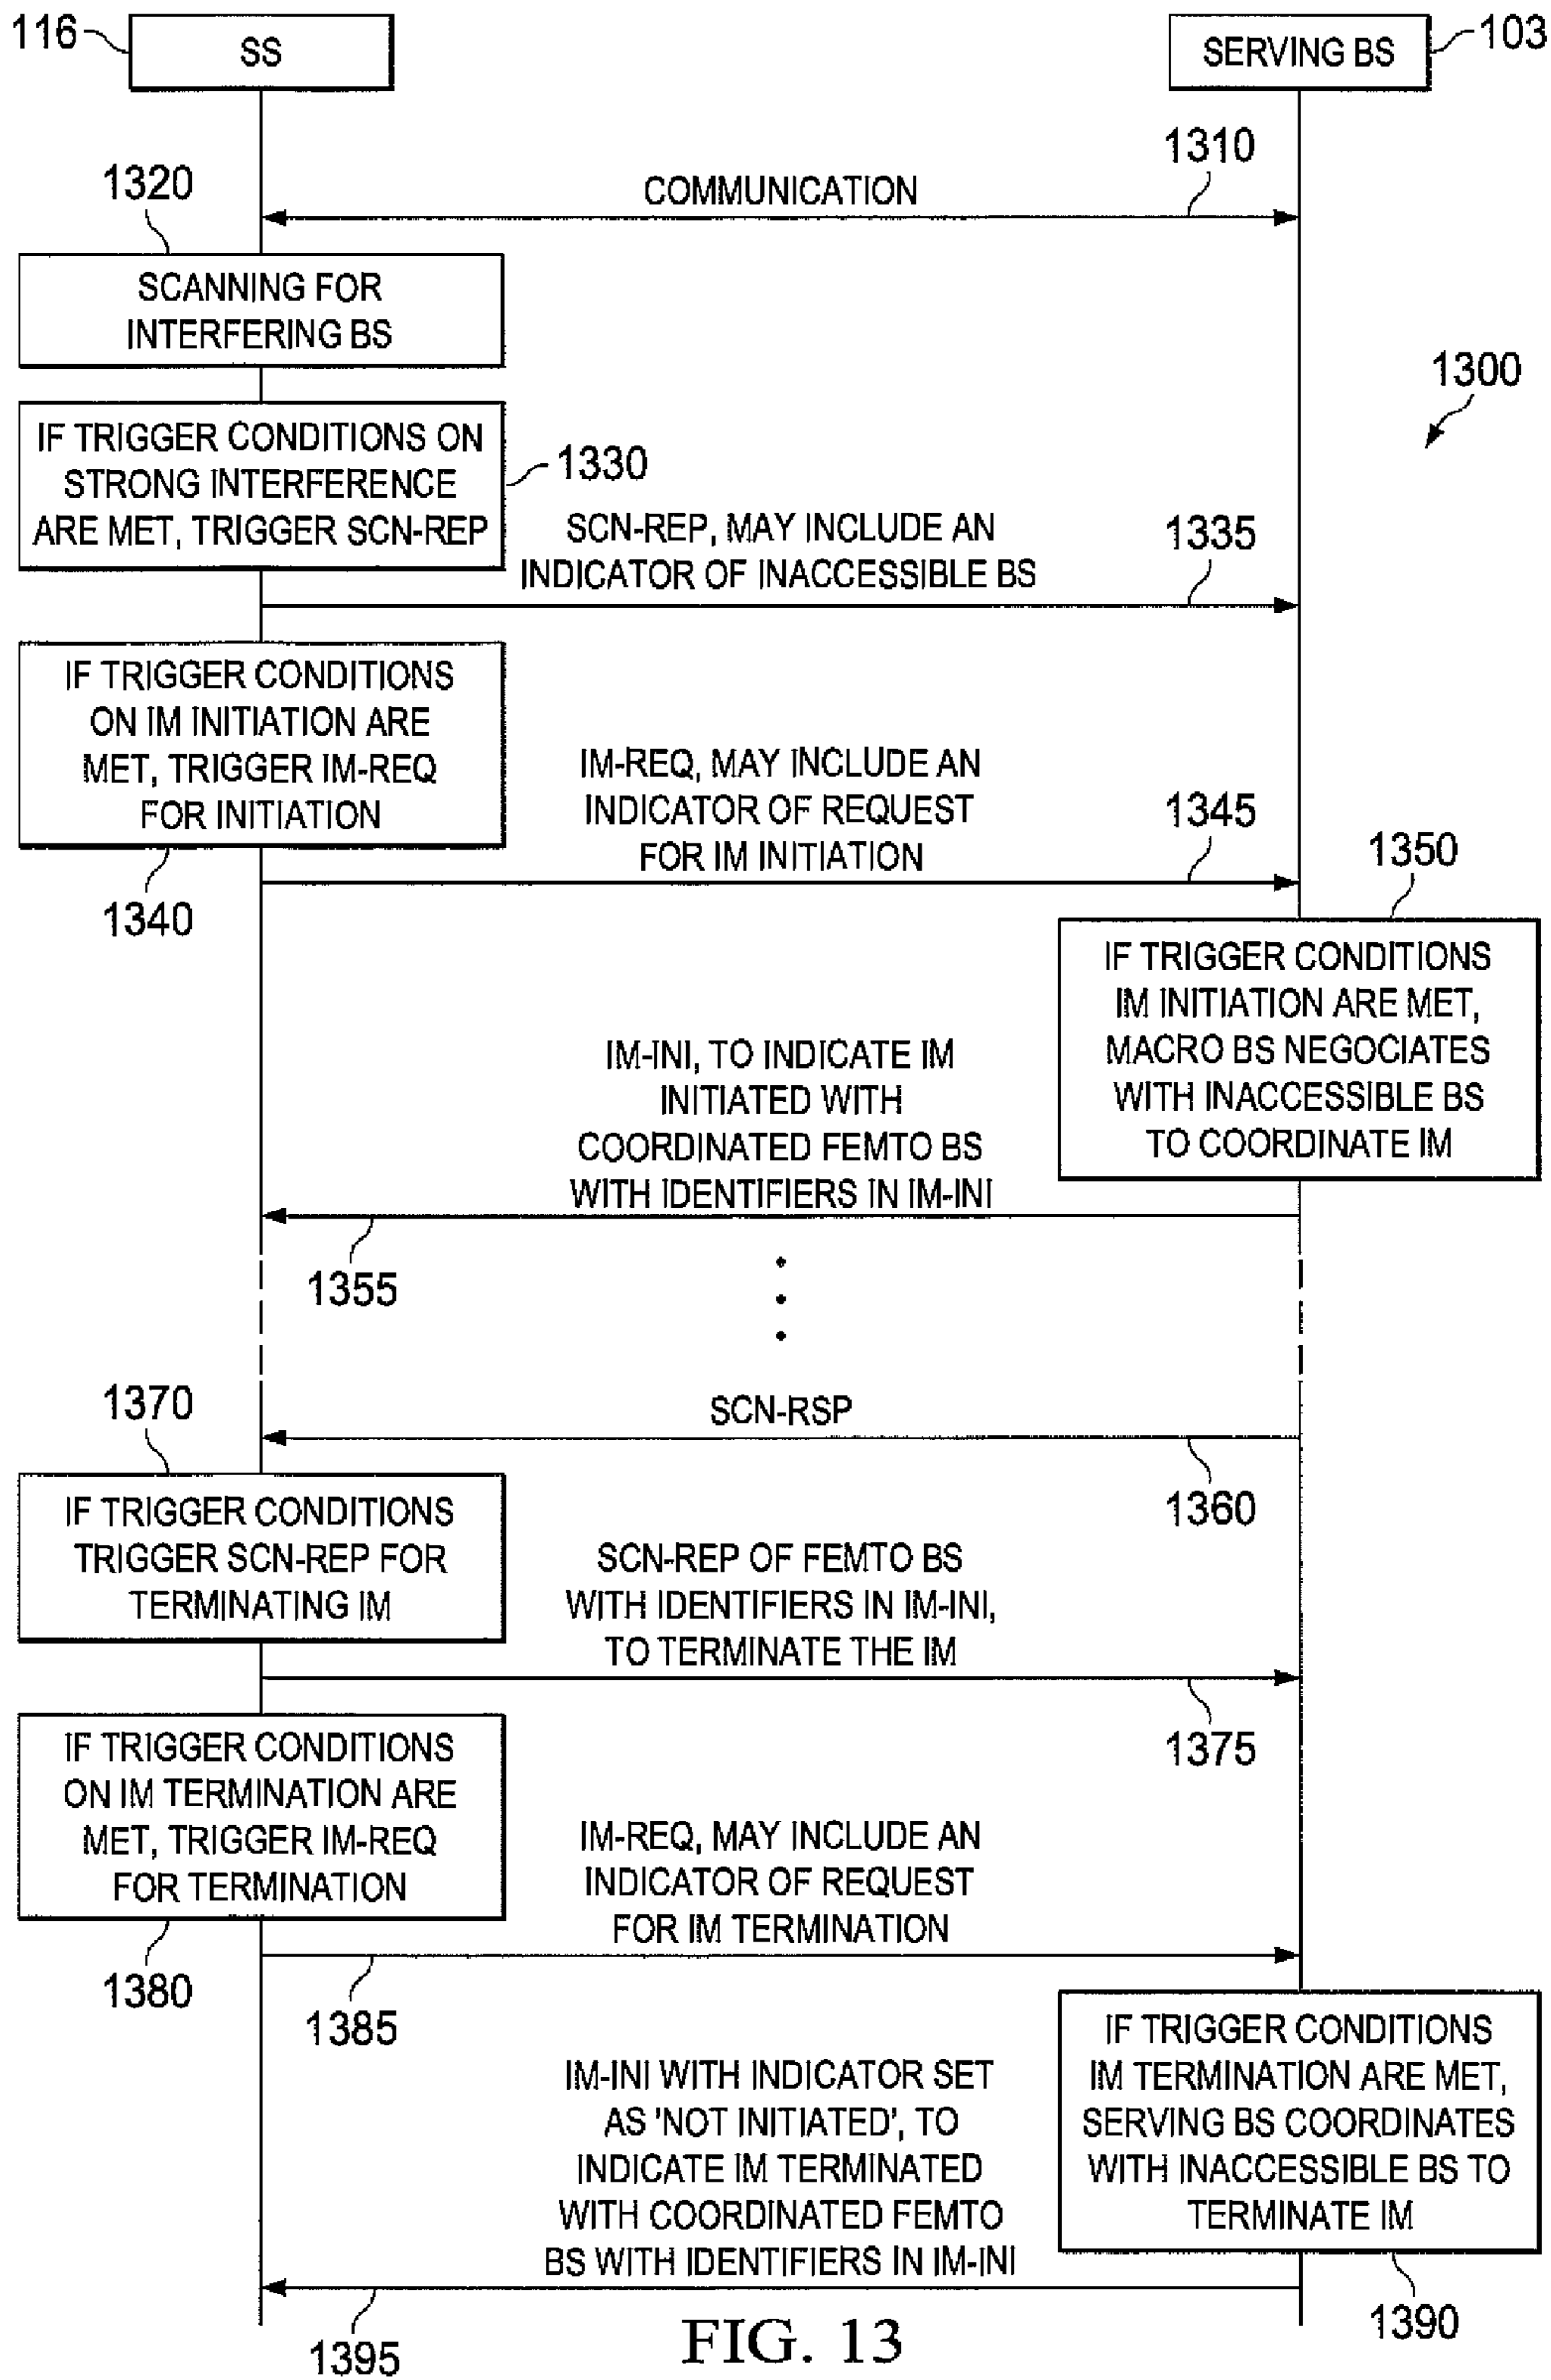 116
SS
SERVING BS
103
1310
COMMUNICATION
1320
SCANNING FOR
INTERFERING BS
1300
IF TRIGGER CONDITIONS ON
STRONG INTERFERENCE
ARE MET, TRIGGER SCN-REP
1330
SCN-REP, MAY INCLUDE AN
INDICATOR OF INACCESSIBLE BS
1335
IF TRIGGER CONDITIONS
ON IM INITIATION ARE
MET, TRIGGER IM-REQ
FOR INITIATION
1340
IM-REQ, MAY INCLUDE AN
INDICATOR OF REQUEST
FOR IM INITIATION
1345
1350
IF TRIGGER CONDITIONS
IM INITIATION ARE MET,
MACRO BS NEGOCIATES
WITH INACCESSIBLE BS
TO COORDINATE IM
IM-INI, TO INDICATE IM
INITIATED WITH
COORDINATED FEMTO BS
WITH IDENTIFIERS IN IM-INI
1355
SCN-RSP
1360
1370
IF TRIGGER CONDITIONS
TRIGGER SCN-REP FOR
TERMINATING IM
SCN-REP OF FEMTO BS
WITH IDENTIFIERS IN IM-INI,
TO TERMINATE THE IM
1375
IF TRIGGER CONDITIONS
ON IM TERMINATION ARE
MET, TRIGGER IM-REQ
FOR TERMINATION
1380
IM-REQ, MAY INCLUDE AN
INDICATOR OF REQUEST
FOR IM TERMINATION
1385
IF TRIGGER CONDITIONS
IM TERMINATION ARE MET,
SERVING BS COORDINATES
WITH INACCESSIBLE BS TO
TERMINATE IM
1390
IM-INI WITH INDICATOR SET
AS 'NOT INITIATED', TO
INDICATE IM TERMINATED
WITH COORDINATED FEMTO
BS WITH IDENTIFIERS IN IM-INI
1395
FIG. 13